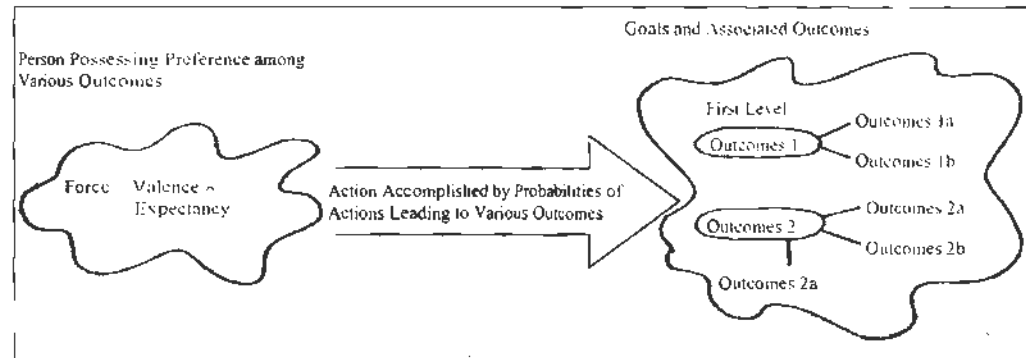 Goals and Associated Outcomes
Person Possessing Preference among
Various Outcomes
First Level
Outcomes 1
Outcomes 1a
Outcomes 1b
Force Valence
Expectancy
Action Accomplished by Probabilities of
Actions Leading to Various Outcomes
Outcomes 2
Outcomes 2a
Outcomes 2b
Outcomes 2a